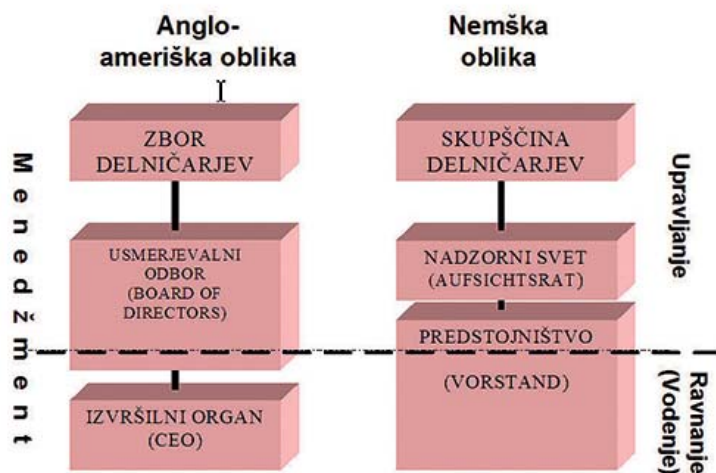 Anglo-
ameriška oblika
Nemška
oblika
Menedžment
ZBOR
DELNIČARJEV
USMERJEVALNI
ODBOR
(BOARD OF
DIRECTORS)
IZVRŠILNI ORGAN
(CEO)
SKUPŠČINA
DELNIČARJEV
NADZORNI SVET
(AUFSICHTSRAT)
PREDSTOJNIŠTVO
(VORSTAND)
Upravljanje
Ravnanje
(Vodenje)